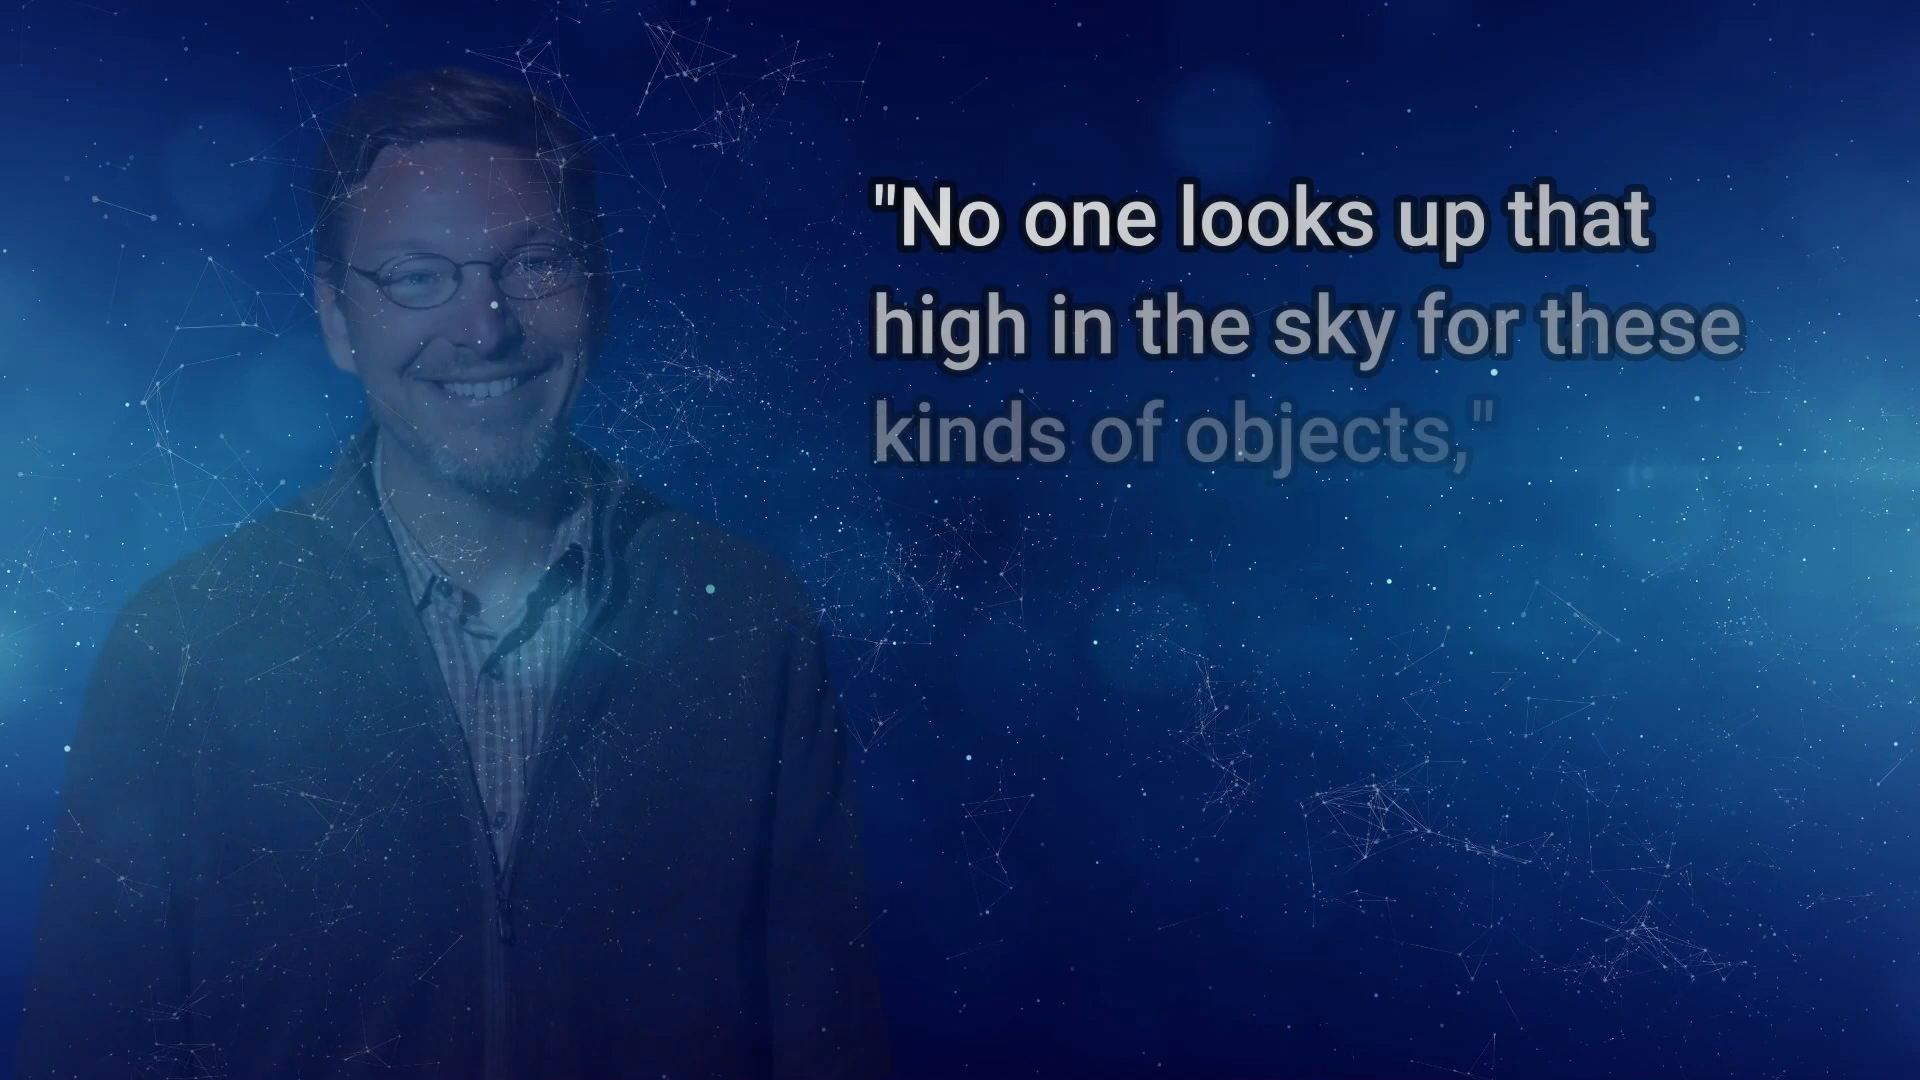 "No one looks up that
high in the sky for these
kinds of objects,"